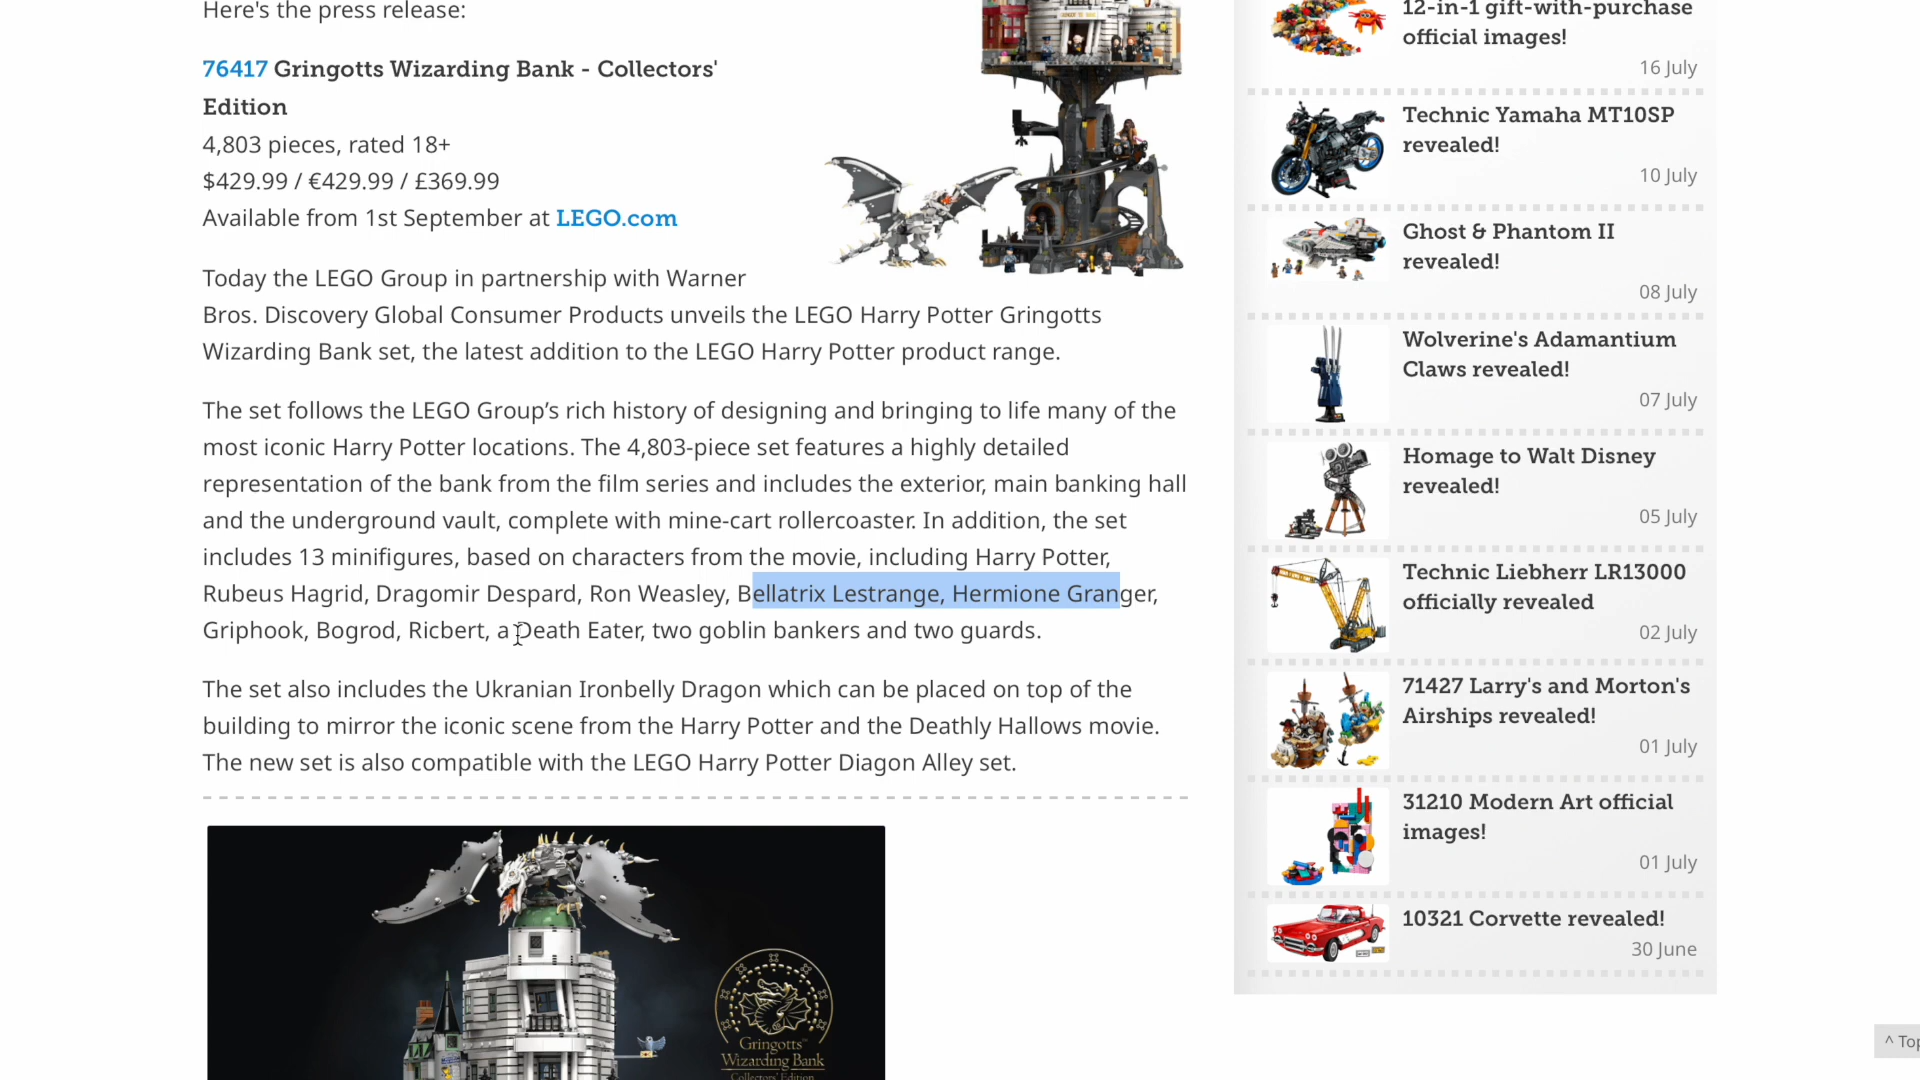 Here's the press release:
76417 Gringotts Wizarding Bank - Collectors'
Edition
4,803 pieces, rated 18+
$429.99 / €429.99 / £369.99
Available from 1st September at LEGO.com
Today the LEGO Group in partnership with Warner
Bros. Discovery Global Consumer Products unveils the LEGO Harry Potter Gringotts
Wizarding Bank set, the latest addition to the LEGO Harry Potter product range.
The set follows the LEGO Group’s rich history of designing and bringing to life many of the
most iconic Harry Potter locations. The 4,803-piece set features a highly detailed
representation of the bank from the film series and includes the exterior, main banking hall
and the underground vault, complete with mine-cart rollercoaster. In addition, the set
includes 13 minifigures, based on characters from the movie, including Harry Potter,
Rubeus Hagrid, Dragomir Despard, Ron Weasley, Bellatrix Lestrange, Hermione Granger,
Griphook, Bogrod, Ricbert, a Death Eater, two goblin bankers and two guards.
The set also includes the Ukranian Ironbelly Dragon which can be placed on top of the
building to mirror the iconic scene from the Harry Potter and the Deathly Hallows movie.
The new set is also compatible with the LEGO Harry Potter Diagon Alley set.
Gringotts™
Wizarding Bank
Collectors' Edition
12-in-1 gift-with-purchase
official images!
16 July
Technic Yamaha MT10SP
revealed!
10 July
Ghost & Phantom II
revealed!
08 July
Wolverine's Adamantium
Claws revealed!
07 July
Homage to Walt Disney
revealed!
05 July
Technic Liebherr LR13000
officially revealed
02 July
71427 Larry's and Morton's
Airships revealed!
01 July
31210 Modern Art official
images!
01 July
10321 Corvette revealed!
30 June
^ Top